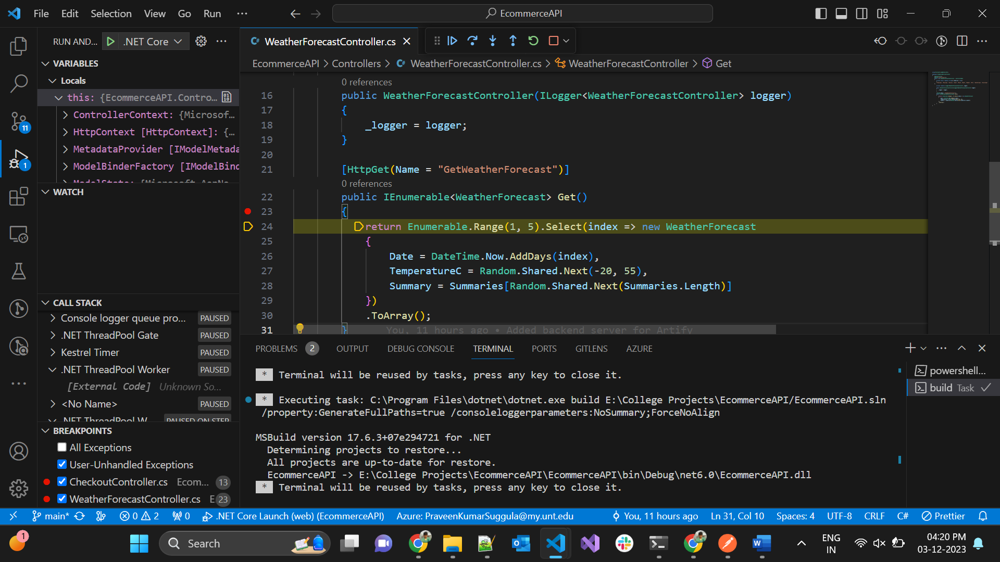 File Edit Selection View Go Run ··· EcommerceAPI
RUN AND... .NET Core ···
WeatherForecastController.cs
EcommerceAPI > Controllers > WeatherForecastController.cs > WeatherForecastController > Get
VARIABLES
Locals
this: {EcommerceAPI.Contro...
ControllerContext: {Microsof...
HttpContext [HttpContext]: {...
MetadataProvider [IModelMetada
ModelBinderFactory [IModelBind
WATCH
CALL STACK
Console logger queue pro... PAUSED
.NET ThreadPool Gate PAUSED
Kestrel Timer PAUSED
.NET ThreadPool Worker PAUSED
[External Code] Unknown So...
<No Name> PAUSED
.NET ThreadPool W PAUSED ON STEP
BREAKPOINTS
All Exceptions
User-Unhandled Exceptions
CheckoutController.cs Ecom... 13
WeatherForecastController.cs E 23
11
1
0 references
16 public WeatherForecastController(ILogger<WeatherForecastController> logger)
17 {
18 _logger = logger;
19 }
20
21 [HttpGet(Name = "GetWeatherForecast")]
0 references
22 public IEnumerable<WeatherForecast> Get()
23 {
24 return Enumerable.Range(1, 5).Select(index => new WeatherForecast
25 {
26 Date = DateTime.Now.AddDays(index),
27 TemperatureC = Random.Shared.Next(-20, 55),
28 Summary = Summaries[Random.Shared.Next(Summaries.Length)]
29 })
30 .ToArray();
31 } You, 11 hours ago • Added backend server for Artify
PROBLEMS 2 OUTPUT DEBUG CONSOLE TERMINAL PORTS GITLENS AZURE
* Terminal will be reused by tasks, press any key to close it.
* Executing task: C:\Program Files\dotnet\dotnet.exe build E:\College Projects\EcommerceAPI/EcommerceAPI.sln
/property:GenerateFullPaths=true /consoleloggerparameters:NoSummary;ForceNoAlign
MSBuild version 17.6.3+07e294721 for .NET
Determining projects to restore...
All projects are up-to-date for restore.
EcommerceAPI -> E:\College Projects\EcommerceAPI\EcommerceAPI\bin\Debug\net6.0\EcommerceAPI.dll
* Terminal will be reused by tasks, press any key to close it.
powershell...
build Task
main* 0 2 0 .NET Core Launch (web) (EcommerceAPI) Azure: PraveenKumarSuggula@my.unt.edu You, 11 hours ago Ln 31, Col 10 Spaces: 4 UTF-8 CRLF C# Prettier
1 Search ENG
IN 04:20 PM
03-12-2023